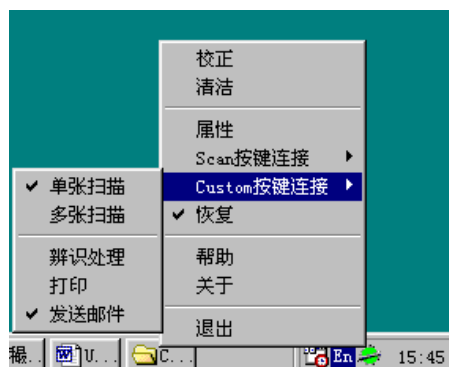 校正
清洁
属性
Scan按键连接
Custom按键连接
恢复
帮助
关于
退出
单张扫描
多张扫描
辨识处理
打印
发送邮件
U...
C...
En
15:45